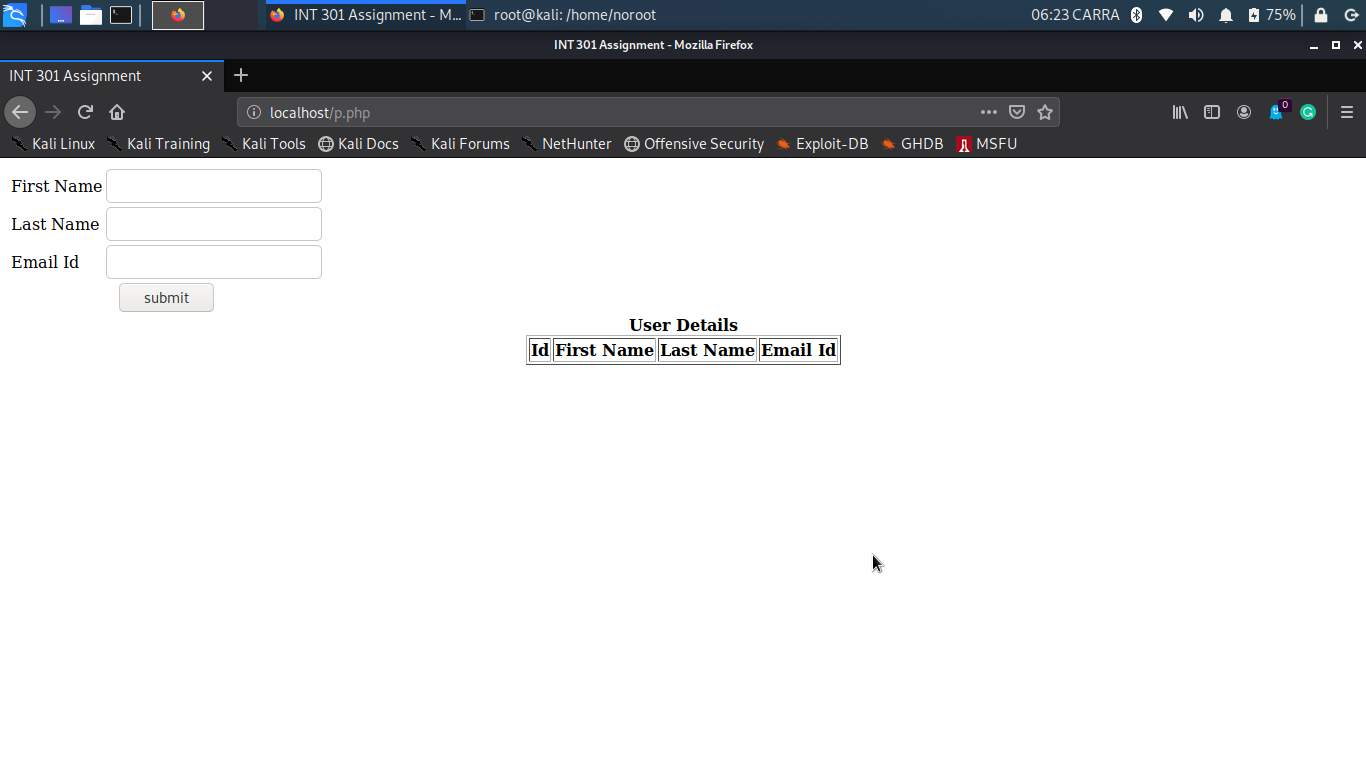 INT 301 Assignment - M... root@kali: /home/noroot 06:23 CARRA 75%
INT 301 Assignment - Mozilla Firefox
INT 301 Assignment
localhost/p.php 0
Kali Linux Kali Training Kali Tools Kali Docs Kali Forums NetHunter Offensive Security Exploit-DB GHDB MSFU
First Name
Last Name
Email Id
submit
User Details
Id First Name Last Name Email Id